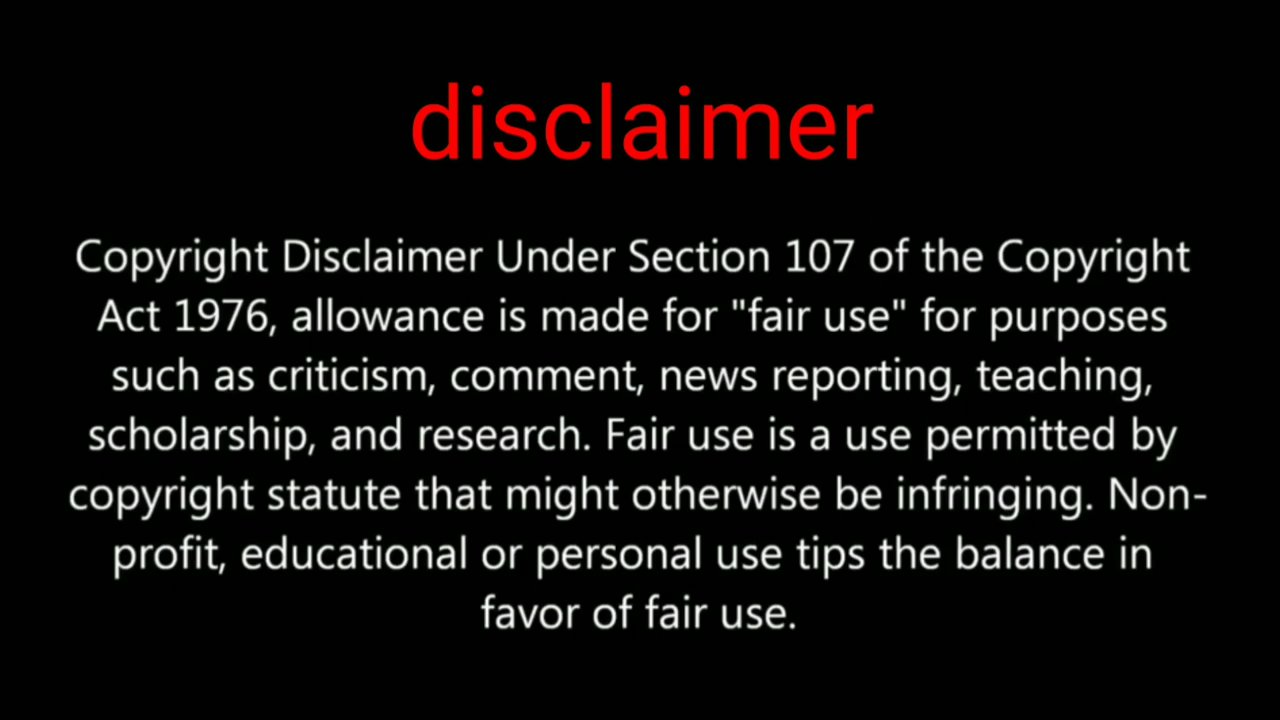 disclaimer
Copyright Disclaimer Under Section 107 of the Copyright
Act 1976, allowance is made for "fair use" for purposes
such as criticism, comment, news reporting, teaching,
scholarship, and research. Fair use is a use permitted by
copyright statute that might otherwise be infringing. Non-
profit, educational or personal use tips the balance in
favor of fair use.